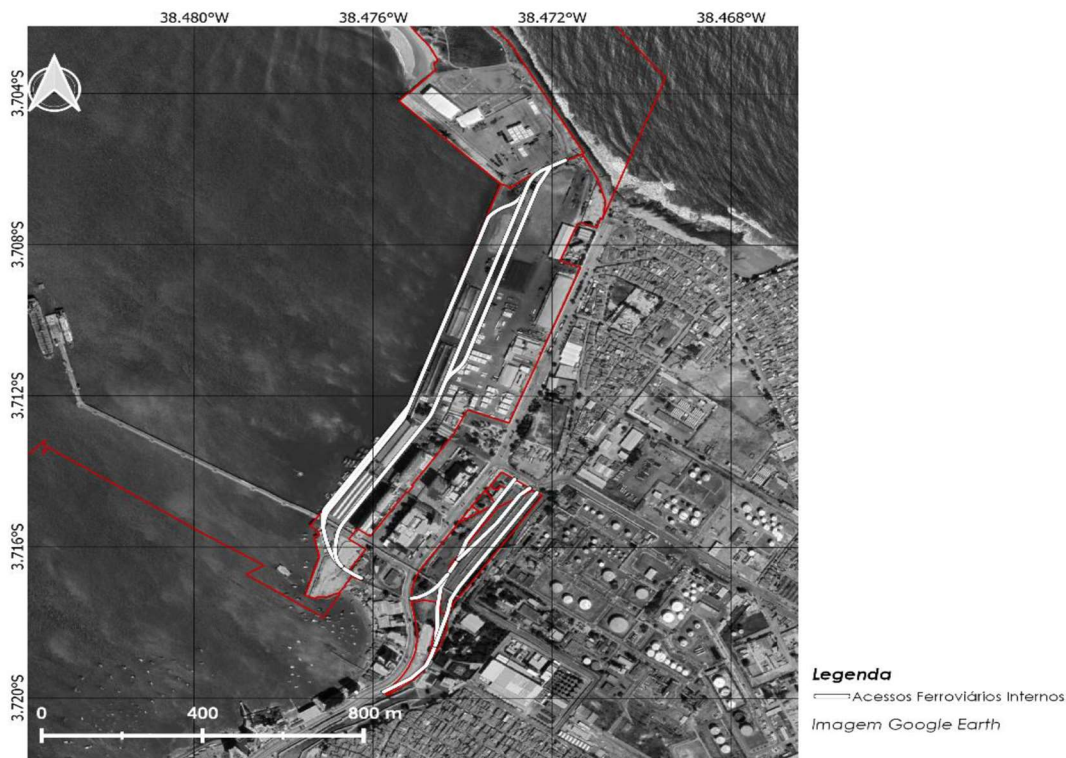 38.480°W 38.476°W 38.472°W 38.468°W
3.704°S
3.708°S
3.712°S
3.716°S
3.720°S
0 400 800 m
Legenda
Acessos Ferroviários Internos
Imagem Google Earth